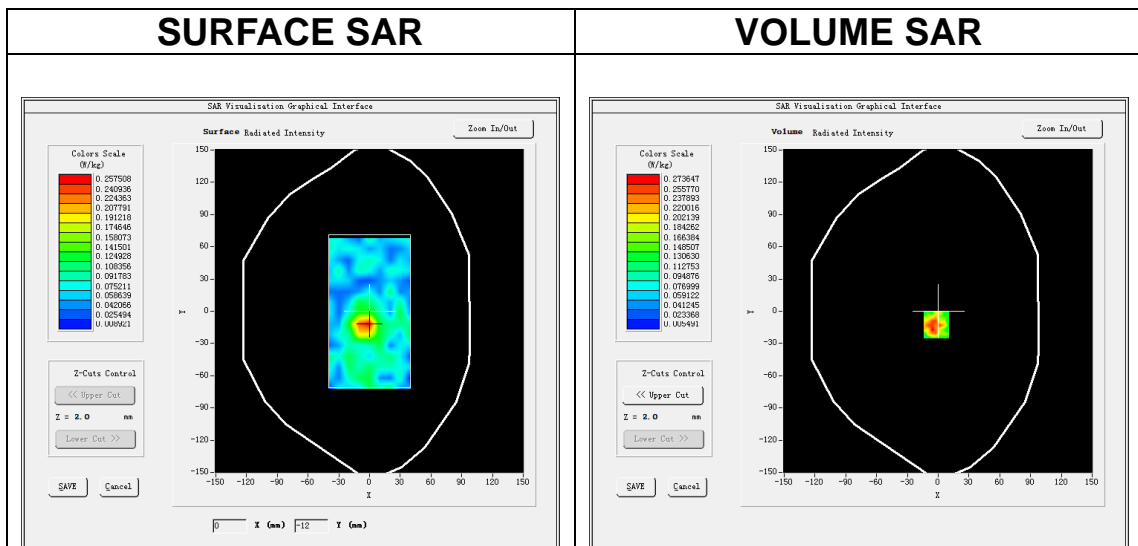 SURFACE SAR
VOLUME SAR
SAR Visualisation Graphical Interface
Surface Radiated Intensity
Zoom In/Out
Colors Scale
(W/kg)
0.257508
0.240936
0.224363
0.207791
0.191218
0.174646
0.158073
0.141501
0.124928
0.108356
0.091783
0.075211
0.058639
0.042066
0.025494
0.008921
150
120
90
60
30
0
-30
-60
-90
-120
-150
Y
-150 -120 -90 -60 -30 0 30 60 90 120 150
X
Z-Cuts Control
<< Upper Cut
Z = 2.0 mm
Lower Cut >>
SAVE Cancel
0 X (mm) -12 Y (mm)
SAR Visualisation Graphical Interface
Volume Radiated Intensity
Zoom In/Out
Colors Scale
(W/kg)
0.273647
0.255770
0.237893
0.220016
0.202139
0.184262
0.166384
0.148507
0.130630
0.112753
0.094876
0.076999
0.059122
0.041245
0.023368
0.005491
150
120
90
60
30
0
-30
-60
-90
-120
-150
Y
-150 -120 -90 -60 -30 0 30 60 90 120 150
X
Z-Cuts Control
<< Upper Cut
Z = 2.0 mm
Lower Cut >>
SAVE Cancel